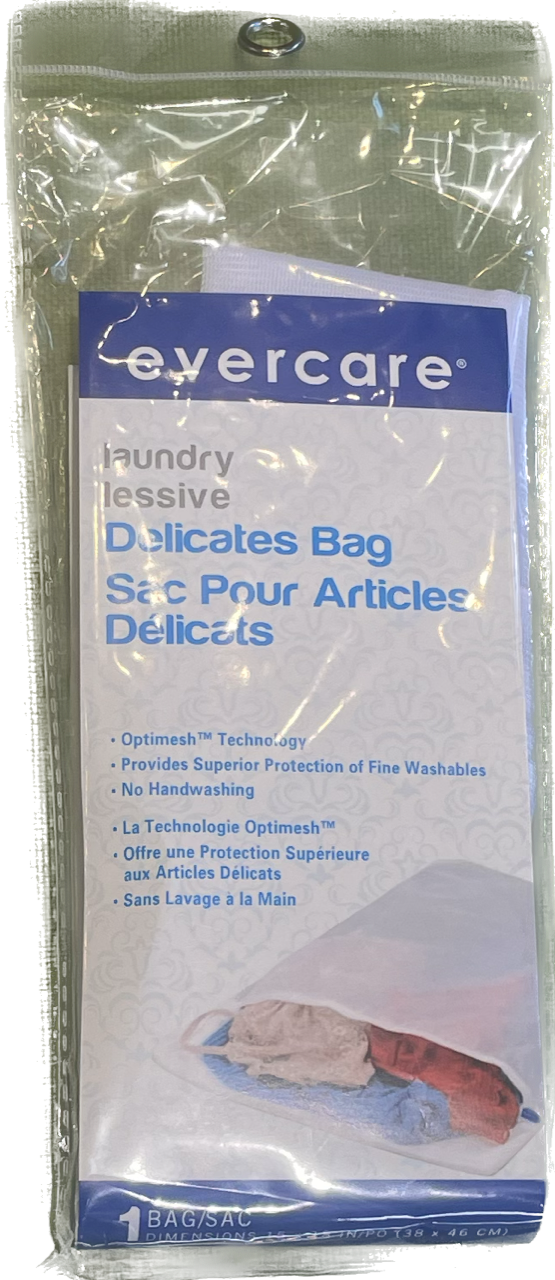 evercare®
laundry
lessive
Delicates Bag
Sac Pour Articles
Délicats
• Optimesh™ Technology
• Provides Superior Protection of Fine Washables
• No Handwashing
• La Technologie Optimesh™
• Offre une Protection Supérieure
aux Articles Délicats
• Sans Lavage à la Main
1 BAG/SAC
DIMENSIONS IN/PO (38 x 46 CM)